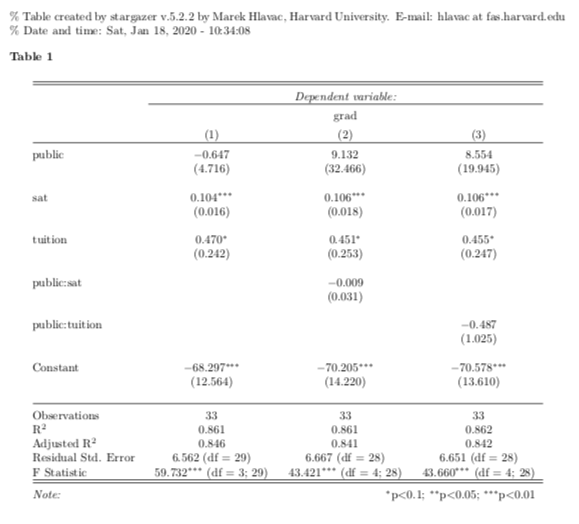 % Table created by stargazer v.5.2.2 by Marek Hlavac, Harvard University. E-mail: hlavac at fas.harvard.edu
% Date and time: Sat, Jan 18, 2020 - 10:34:08
Table 1
Dependent variable:
grad
(1) (2) (3)
public −0.647 9.132 8.554
(4.716) (32.466) (19.945)
sat 0.104*** 0.106*** 0.106***
(0.016) (0.018) (0.017)
tuition 0.470* 0.451* 0.455*
(0.242) (0.253) (0.247)
public:sat −0.009
(0.031)
public:tuition −0.487
(1.025)
Constant −68.297*** −70.205*** −70.578***
(12.564) (14.220) (13.610)
Observations 33 33 33
R² 0.861 0.861 0.862
Adjusted R² 0.846 0.841 0.842
Residual Std. Error 6.562 (df = 29) 6.667 (df = 28) 6.651 (df = 28)
F Statistic 59.732*** (df = 3; 29) 43.421*** (df = 4; 28) 43.660*** (df = 4; 28)
Note: *p<0.1; **p<0.05; ***p<0.01